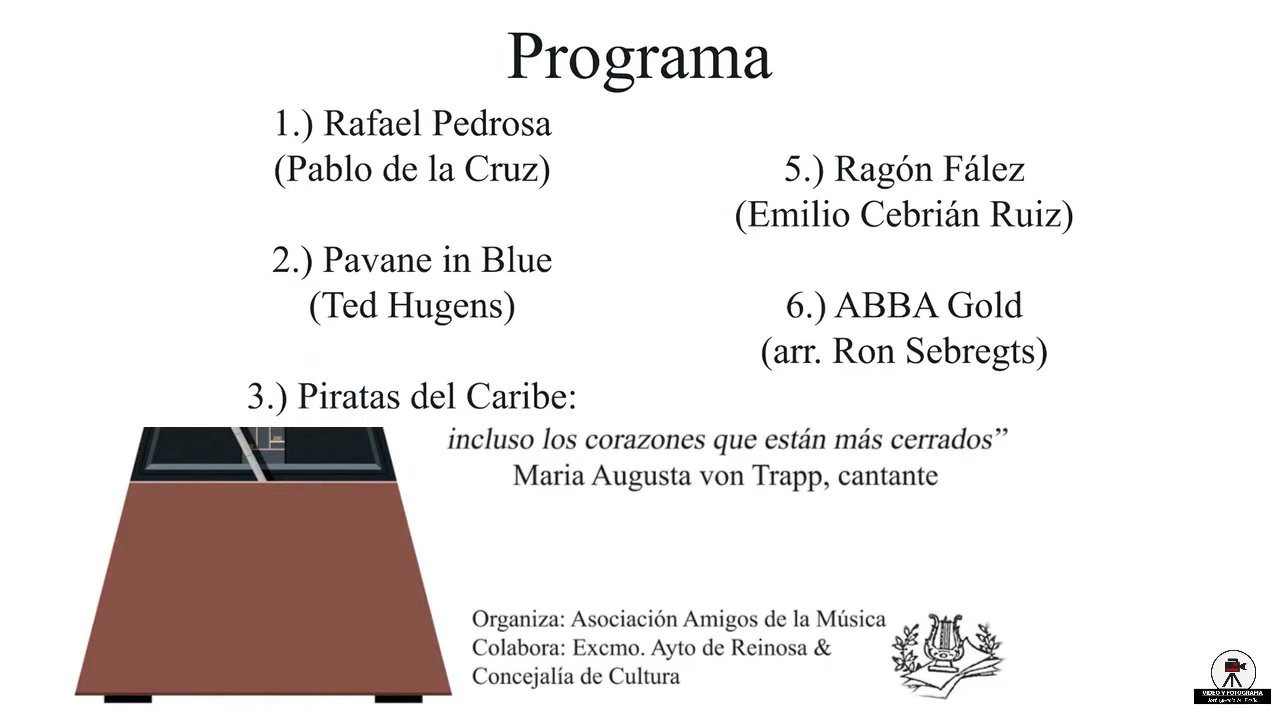 Programa
1.) Rafael Pedrosa
(Pablo de la Cruz)
2.) Pavane in Blue
(Ted Hugens)
3.) Piratas del Caribe:
5.) Ragón Fález
(Emilio Cebrián Ruiz)
6.) ABBA Gold
(arr. Ron Sebregts)
incluso los corazones que están más cerrados”
Maria Augusta von Trapp, cantante
Organiza: Asociación Amigos de la Música
Colabora: Excmo. Ayto de Reinosa &
Concejalía de Cultura
VIDEO Y FOTOGRAFIA